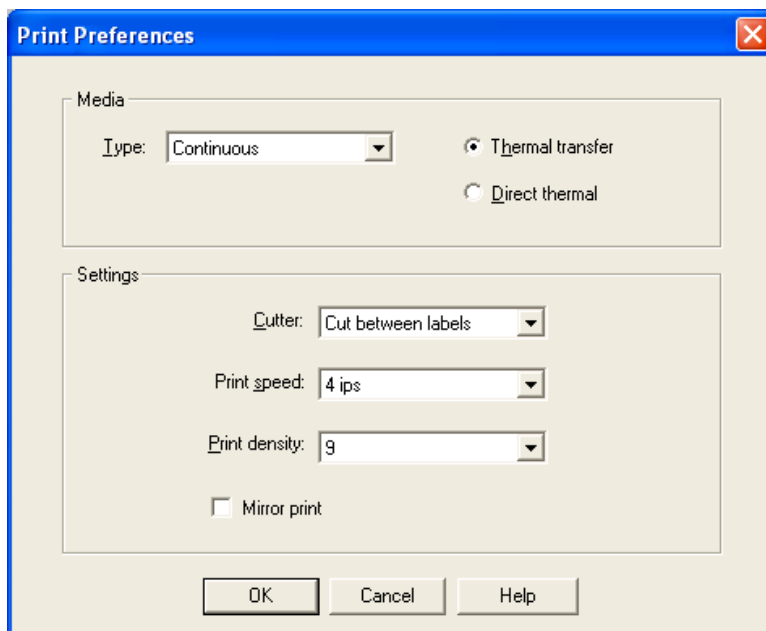 Print Preferences
Media
Type: Continuous Thermal transfer
Direct thermal
Settings
Cutter: Cut between labels
Print speed: 4 ips
Print density: 9
Mirror print
OK Cancel Help